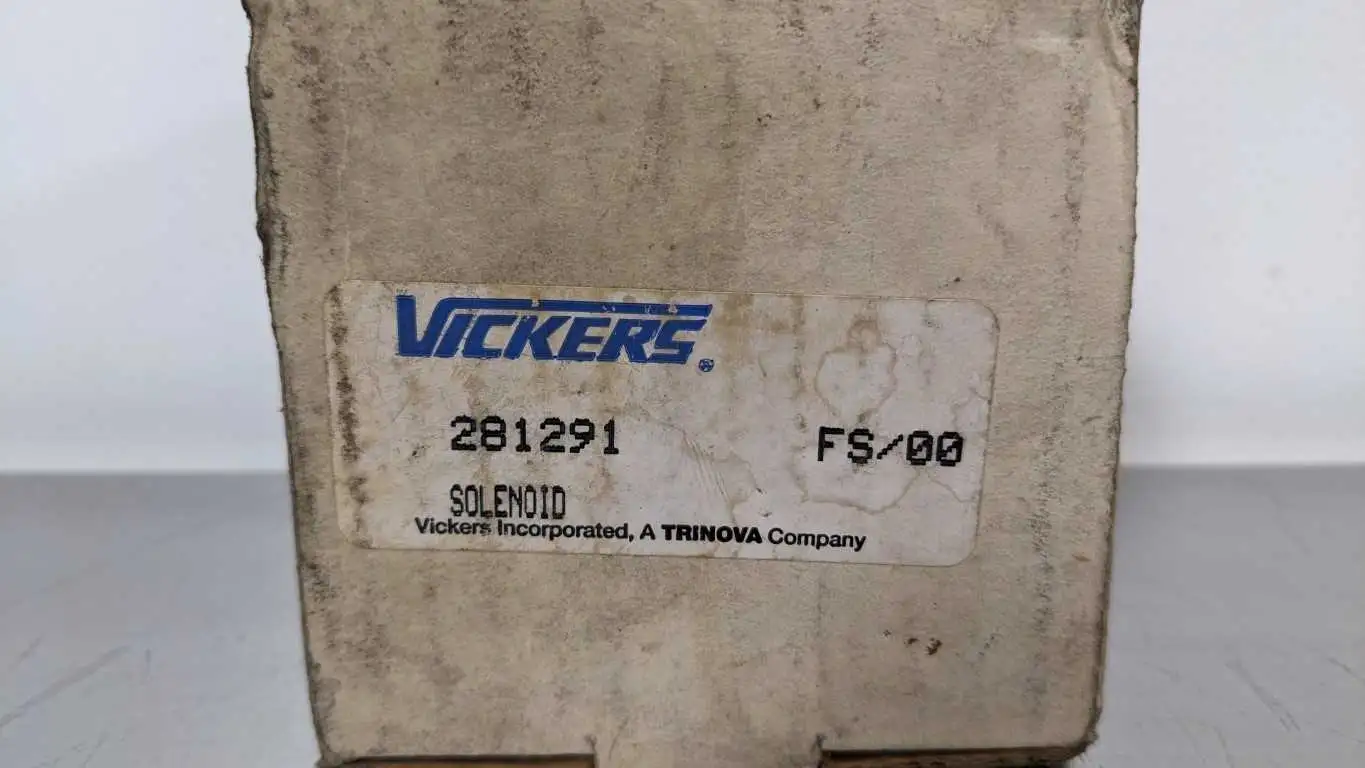 VICKERS®
281291 FS/00
SOLENOID
Vickers Incorporated, A TRINOVA Company